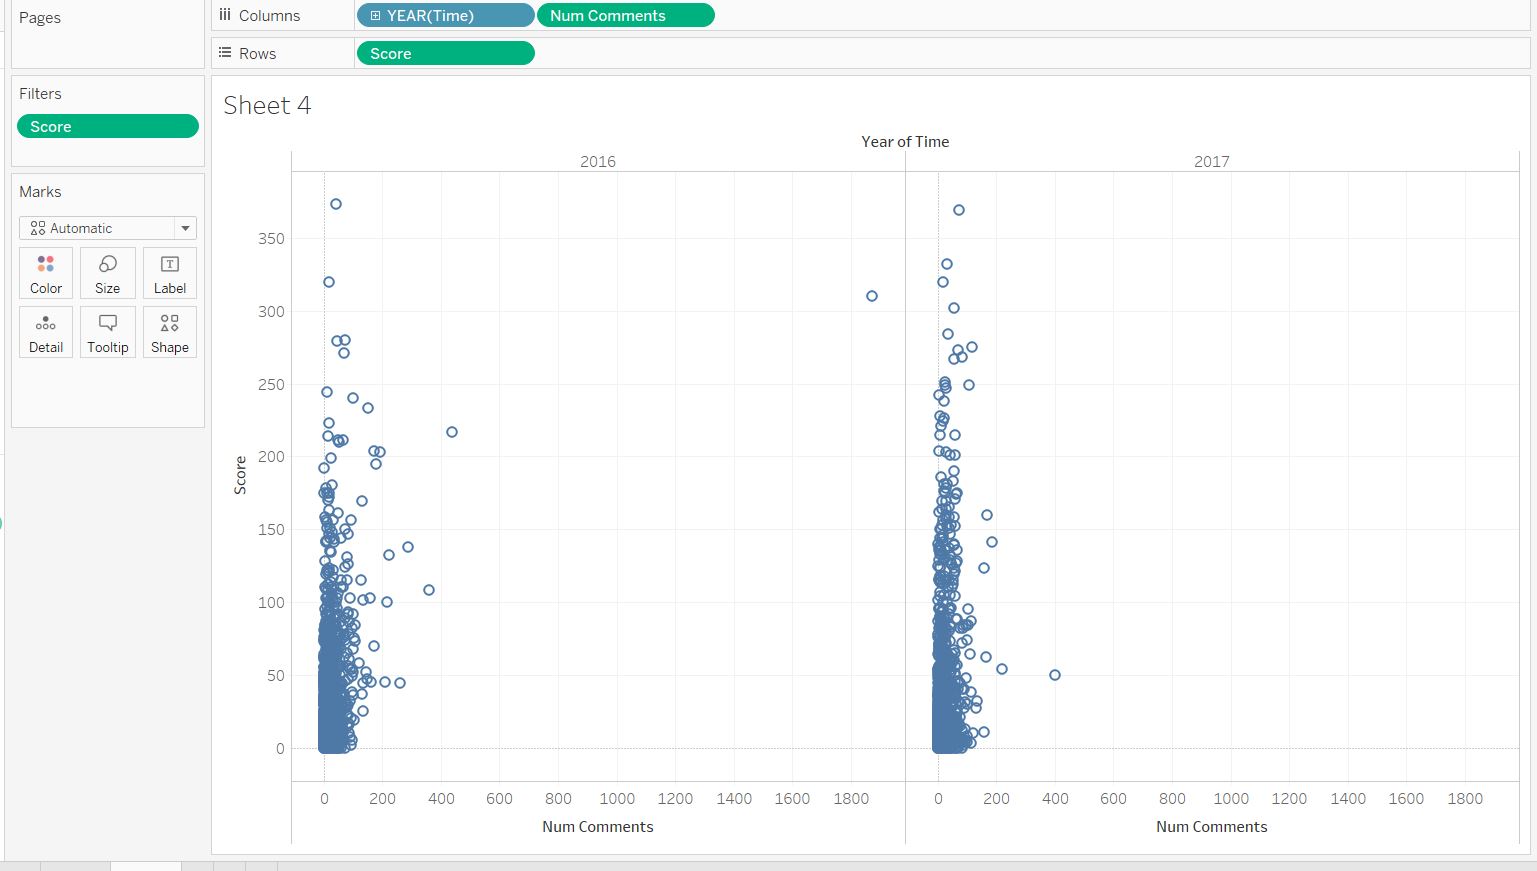 Pages
Columns YEAR(Time) Num Comments
Rows Score
Filters
Score
Marks
Automatic
Color Size Label
Detail Tooltip Shape
Sheet 4
Year of Time
2016 2017
Score
350
300
250
200
150
100
50
0
0 200 400 600 800 1000 1200 1400 1600 1800 0 200 400 600 800 1000 1200 1400 1600 1800
Num Comments Num Comments